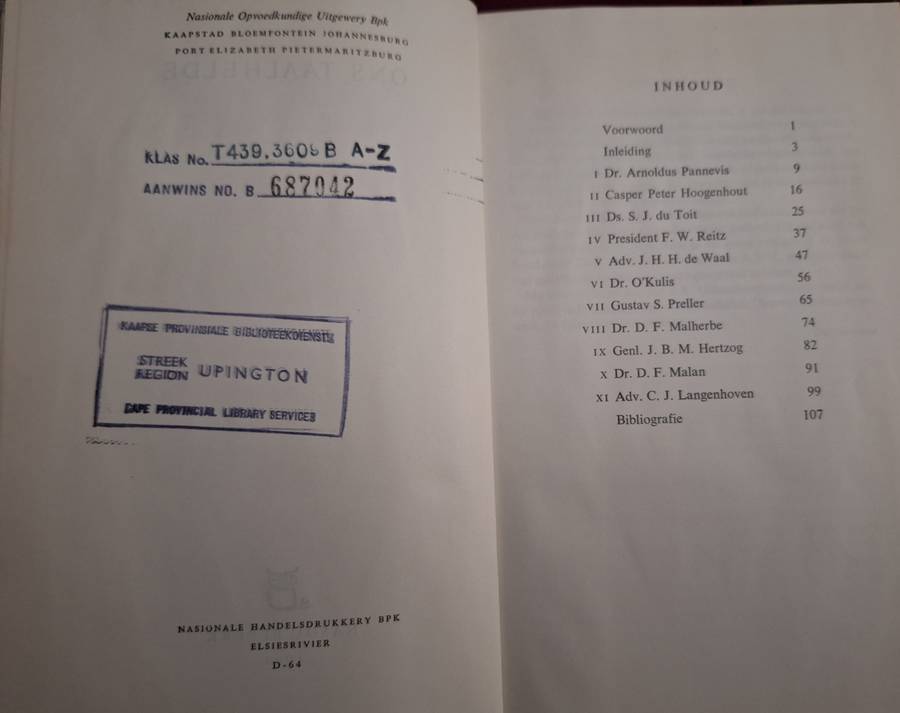 Nasionale Opvoedkundige Uitgewery Bpk
KAAPSTAD BLOEMFONTEIN JOHANNESBURG
PORT ELIZABETH PIETERMARITZBURG
ONS TAALHELDE
KLAS No. T439.3609 B A-Z
AANWINS NO. B 687042
KAAPSE PROVINSIALE BIBLIOTEEKDIENSTE
STREEK
REGION UPINGTON
CAPE PROVINCIAL LIBRARY SERVICES
NASIONALE HANDELSDRUKKERY BPK
ELSIESRIVIER
D-64
INHOUD
Voorwoord 1
Inleiding 3
I Dr. Arnoldus Pannevis 9
II Casper Peter Hoogenhout 16
III Ds. S. J. du Toit 25
IV President F. W. Reitz 37
V Adv. J. H. H. de Waal 47
VI Dr. O'Kulis 56
VII Gustav S. Preller 65
VIII Dr. D. F. Malherbe 74
IX Genl. J. B. M. Hertzog 82
X Dr. D. F. Malan 91
XI Adv. C. J. Langenhoven 99
Bibliografie 107